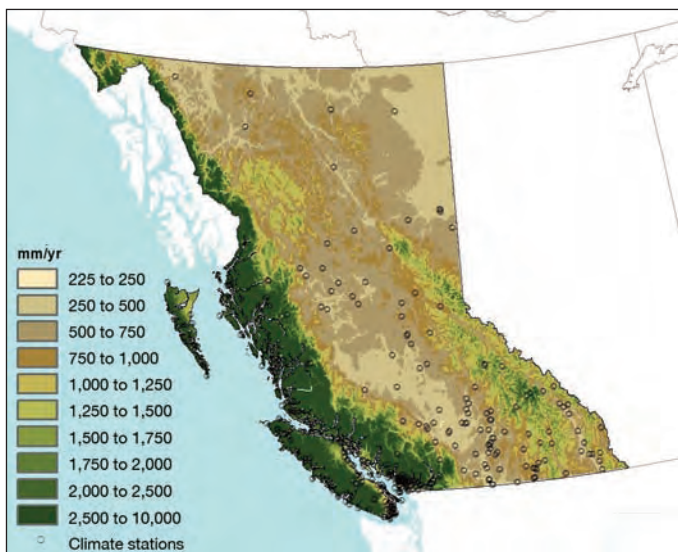 mm/yr
225 to 250
250 to 500
500 to 750
750 to 1,000
1,000 to 1,250
1,250 to 1,500
1,500 to 1,750
1,750 to 2,000
2,000 to 2,500
2,500 to 10,000
Climate stations